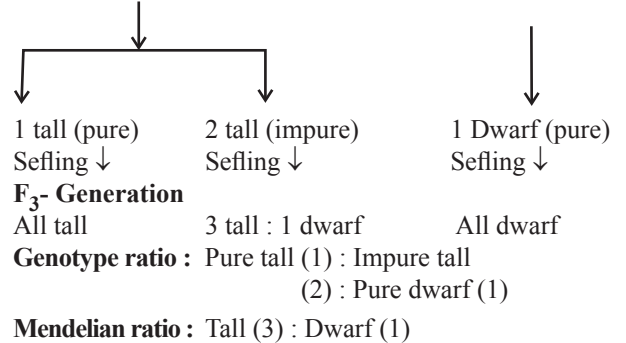 1 tall (pure) 2 tall (impure) 1 Dwarf (pure)
Sefling ↓ Sefling ↓ Sefling ↓
F₃- Generation
All tall 3 tall : 1 dwarf All dwarf
Genotype ratio : Pure tall (1) : Impure tall
(2) : Pure dwarf (1)
Mendelian ratio : Tall (3) : Dwarf (1)